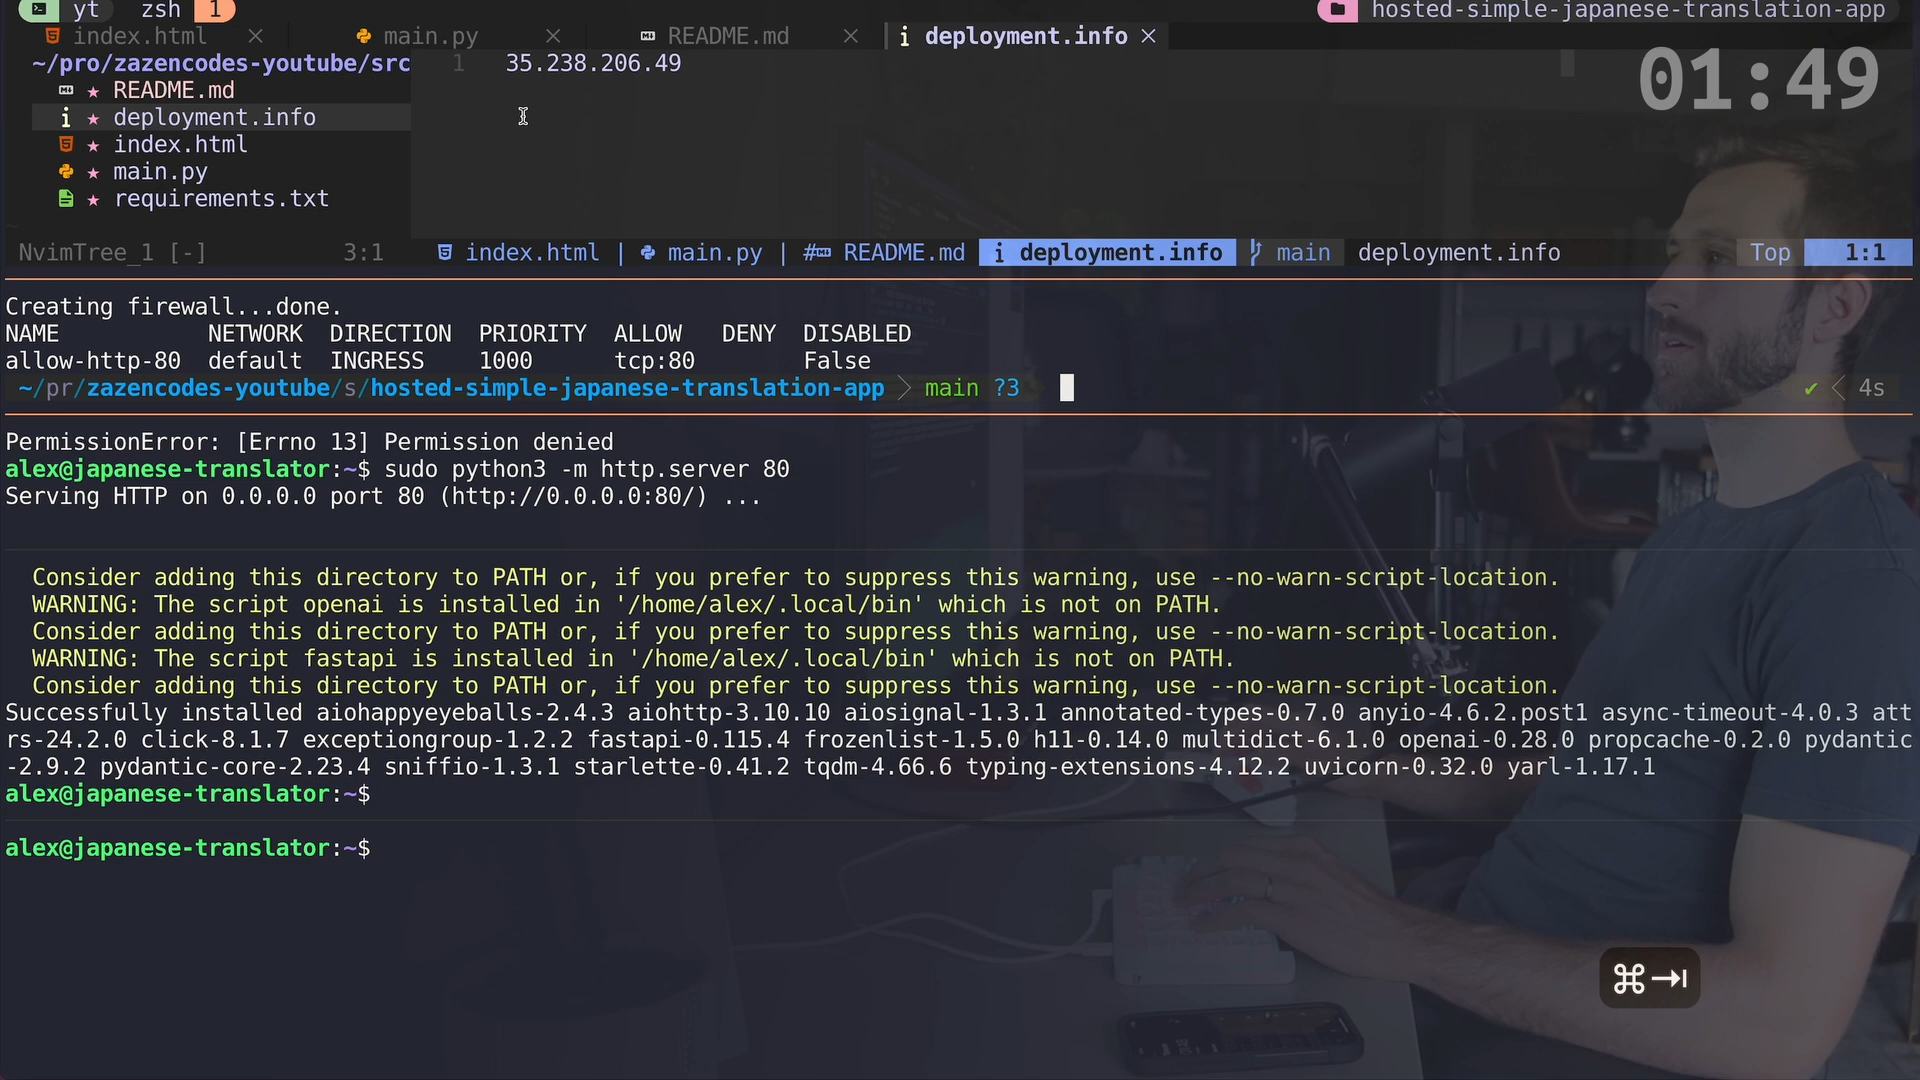 yt zsh 1 hosted-simple-japanese-translation-app
index.html main.py README.md deployment.info
~/pro/zazencodes-youtube/src 1 35.238.206.49
01:49
README.md
deployment.info
index.html
main.py
requirements.txt
NvimTree_1 [-] 3:1 index.html | main.py | # README.md deployment.info main deployment.info Top 1:1
Creating firewall...done.
NAME NETWORK DIRECTION PRIORITY ALLOW DENY DISABLED
allow-http-80 default INGRESS 1000 tcp:80 False
~/pr/zazencodes-youtube/s/hosted-simple-japanese-translation-app main ?3 ✔ 4s
PermissionError: [Errno 13] Permission denied
alex@japanese-translator:~$ sudo python3 -m http.server 80
Serving HTTP on 0.0.0.0 port 80 (http://0.0.0.0:80/) ...
Consider adding this directory to PATH or, if you prefer to suppress this warning, use --no-warn-script-location.
WARNING: The script openai is installed in '/home/alex/.local/bin' which is not on PATH.
Consider adding this directory to PATH or, if you prefer to suppress this warning, use --no-warn-script-location.
WARNING: The script fastapi is installed in '/home/alex/.local/bin' which is not on PATH.
Consider adding this directory to PATH or, if you prefer to suppress this warning, use --no-warn-script-location.
Successfully installed aiohappyeyeballs-2.4.3 aiohttp-3.10.10 aiosignal-1.3.1 annotated-types-0.7.0 anyio-4.6.2.post1 async-timeout-4.0.3 att
rs-24.2.0 click-8.1.7 exceptiongroup-1.2.2 fastapi-0.115.4 frozenlist-1.5.0 h11-0.14.0 multidict-6.1.0 openai-0.28.0 propcache-0.2.0 pydantic
-2.9.2 pydantic-core-2.23.4 sniffio-1.3.1 starlette-0.41.2 tqdm-4.66.6 typing-extensions-4.12.2 uvicorn-0.32.0 yarl-1.17.1
alex@japanese-translator:~$
alex@japanese-translator:~$
⌘⇥